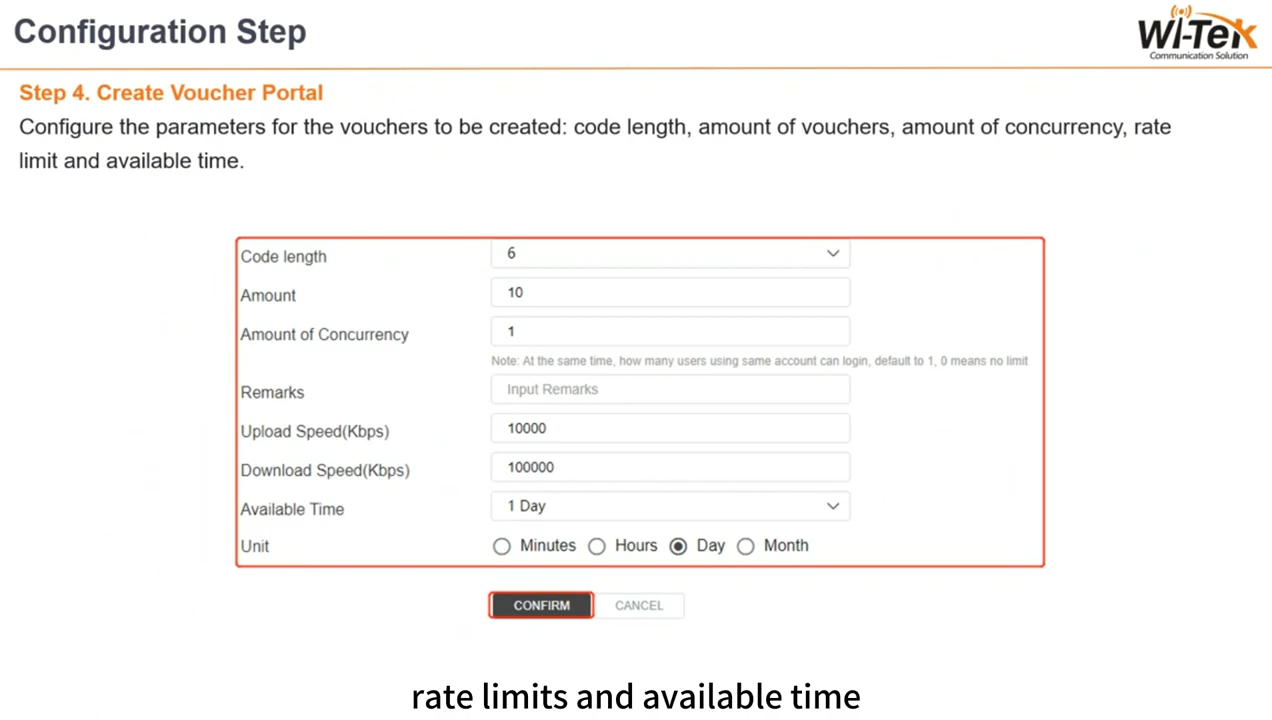 Configuration Step
Wi-Tek
Communication Solution
Step 4. Create Voucher Portal
Configure the parameters for the vouchers to be created: code length, amount of vouchers, amount of concurrency, rate
limit and available time.
Code length 6
Amount 10
Amount of Concurrency 1
Note: At the same time, how many users using same account can login, default to 1, 0 means no limit
Remarks Input Remarks
Upload Speed(Kbps) 10000
Download Speed(Kbps) 100000
Available Time 1 Day
Unit Minutes Hours Day Month
CONFIRM CANCEL
rate limits and available time